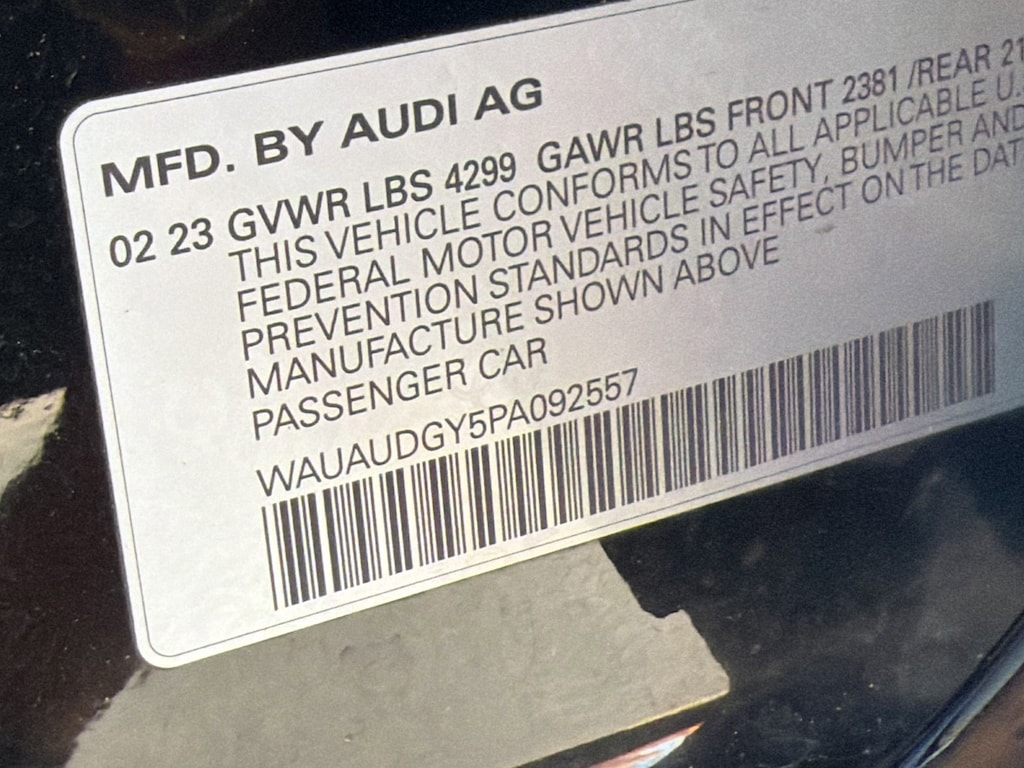 MFD. BY AUDI AG
02 23 GVWR LBS 4299 GAWR LBS FRONT 2381 /REAR 21
THIS VEHICLE CONFORMS TO ALL APPLICABLE U.
FEDERAL MOTOR VEHICLE SAFETY, BUMPER AND
PREVENTION STANDARDS IN EFFECT ON THE DAT
MANUFACTURE SHOWN ABOVE
PASSENGER CAR
WAUAUDGY5PA092557